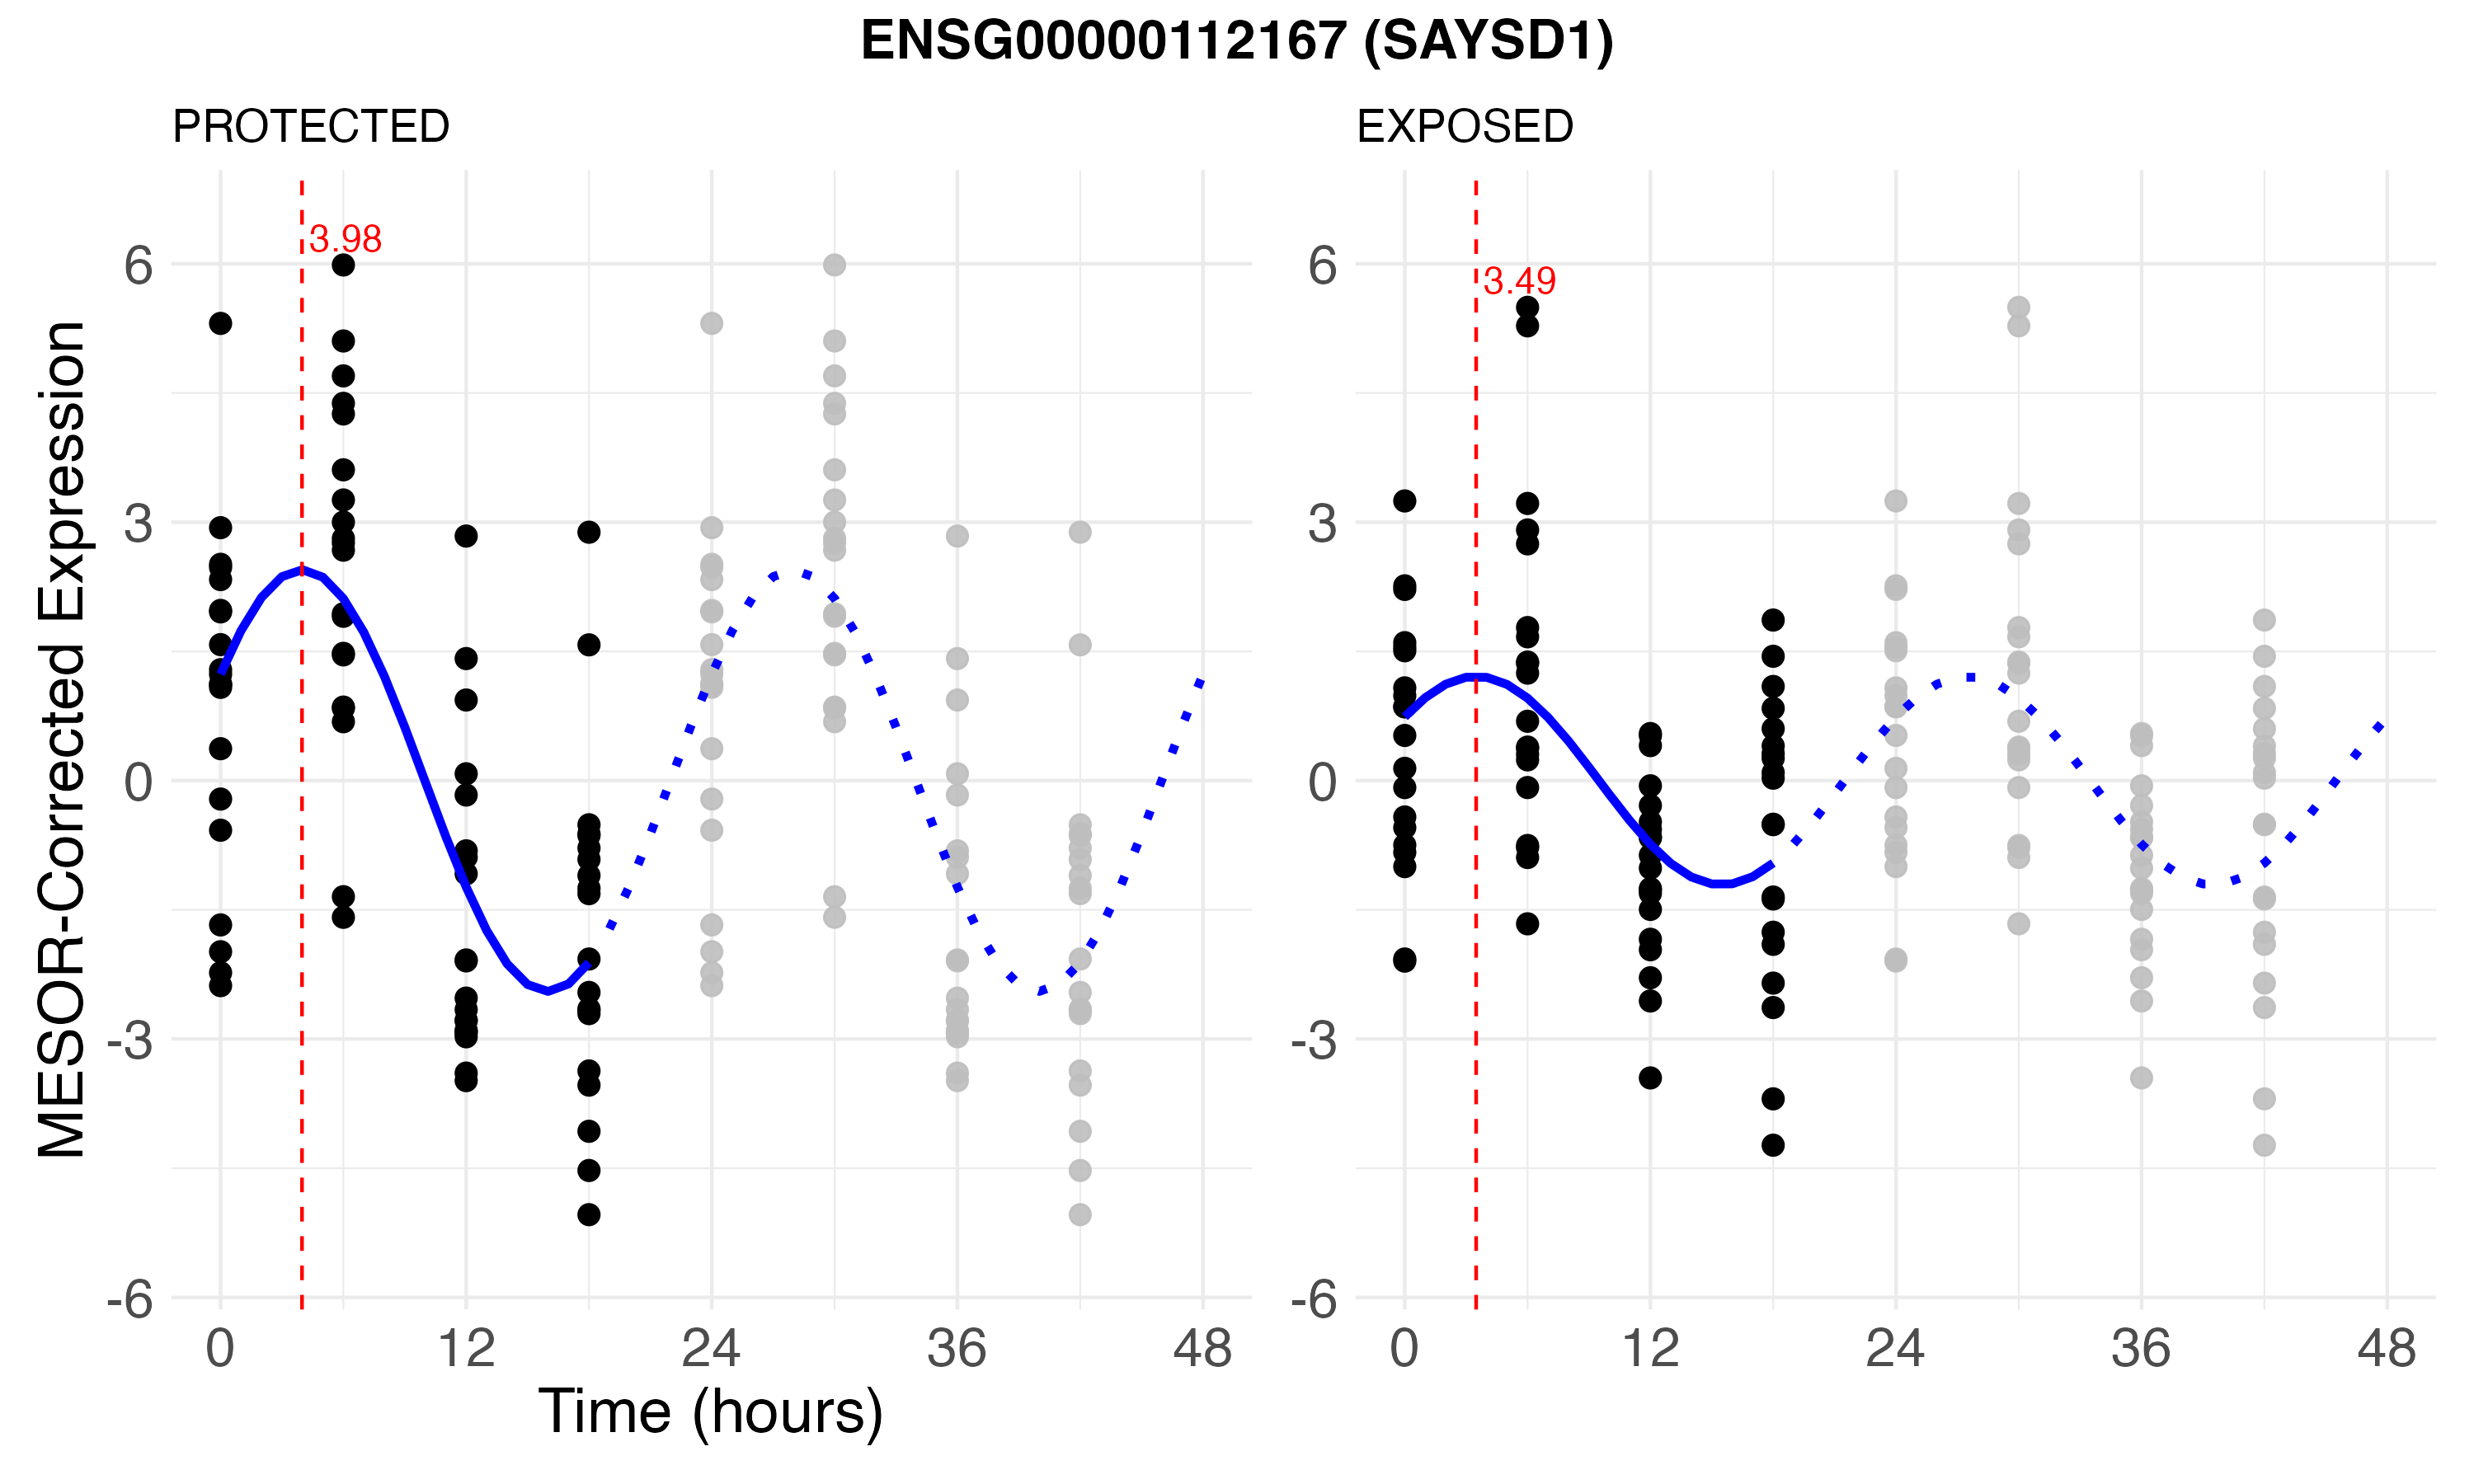 ENSG00000112167 (SAYSD1)
PROTECTED
EXPOSED
MESOR-Corrected Expression
3.98
3.49
6
3
0
-3
-6
6
3
0
-3
-6
0 12 24 36 48
0 12 24 36 48
Time (hours)